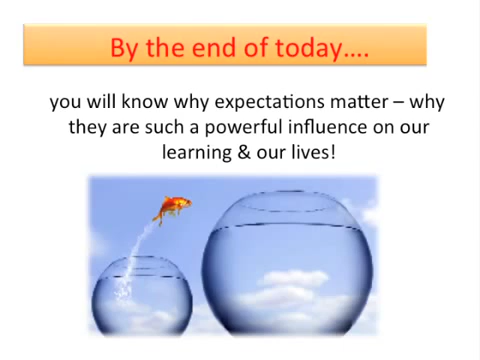 By the end of today….
you will know why expectations matter – why
they are such a powerful influence on our
learning & our lives!